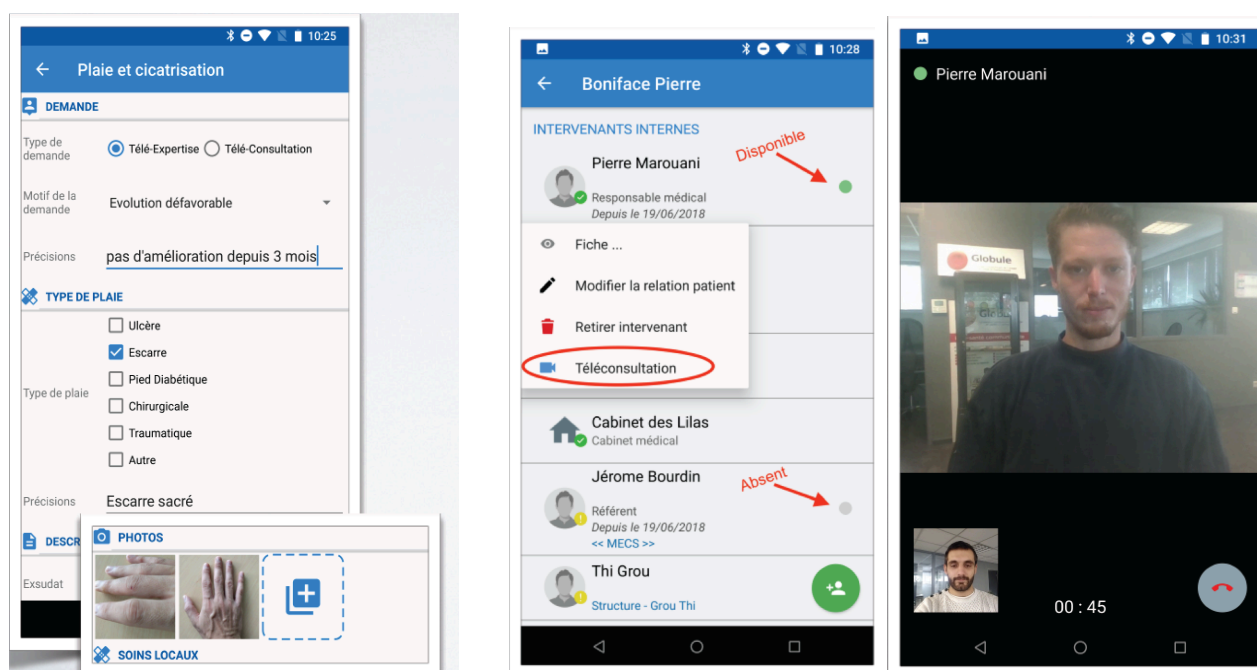 10:25
Plaie et cicatrisation
DEMANDE
Type de
demande
Télé-Expertise
Télé-Consultation
Motif de la
demande
Evolution défavorable
Précisions
pas d'amélioration depuis 3 mois
TYPE DE PLAIE
Type de plaie
Ulcère
Escarre
Pied Diabétique
Chirurgicale
Traumatique
Autre
Précisions
Escarre sacré
DESCR
Exsudat
PHOTOS
SOINS LOCAUX
10:28
Boniface Pierre
INTERVENANTS INTERNES
Disponible
Pierre Marouani
Responsable médical
Depuis le 19/06/2018
Fiche ...
Modifier la relation patient
Retirer intervenant
Téléconsultation
Cabinet des Lilas
Cabinet médical
Jérome Bourdin
Absent
Référent
Depuis le 19/06/2018
<< MECS >>
Thi Grou
Structure - Grou Thi
10:31
Pierre Marouani
Globule
00 : 45